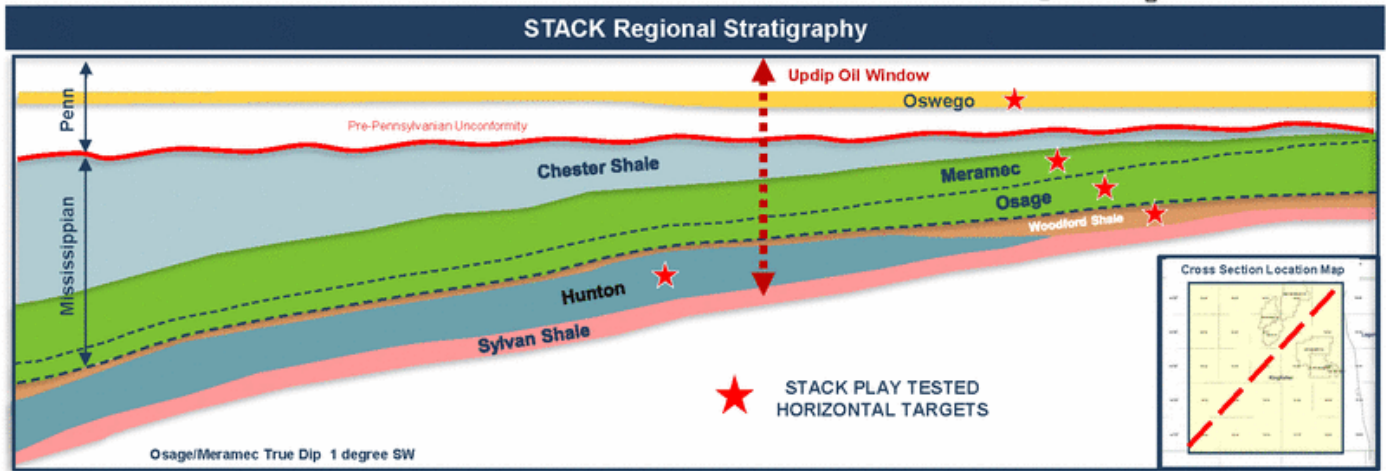 STACK Regional Stratigraphy
Penn
Updip Oil Window
Oswego
Pre-Pennsylvanian Unconformity
Chester Shale
Meramec
Osage
Woodford Shale
Mississippian
Hunton
Sylvan Shale
STACK PLAY TESTED
HORIZONTAL TARGETS
Osage/Meramec True Dip 1 degree SW
Cross Section Location Map
Kingfisher